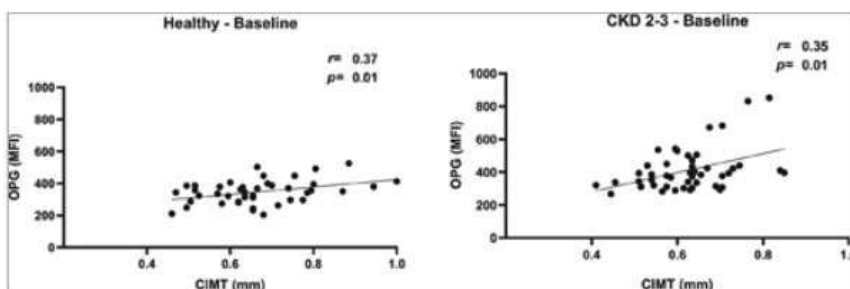 Healthy - Baseline
r= 0.37
p= 0.01
1000
800
600
400
200
0
OPG (MFI)
0.4 0.6 0.8 1.0
CIMT (mm)
CKD 2-3 - Baseline
r= 0.35
p= 0.01
1000
800
600
400
200
0
OPG (MFI)
0.4 0.6 0.8 1.0
CIMT (mm)